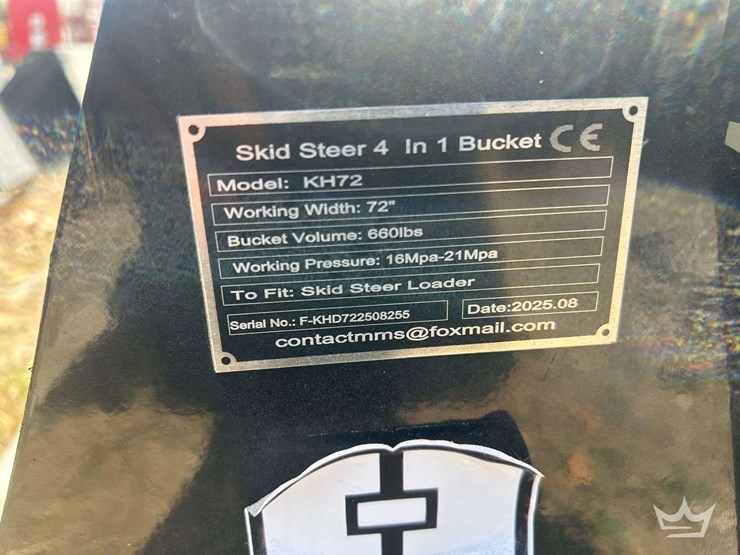 Skid Steer 4 In 1 Bucket CE
Model: KH72
Working Width: 72"
Bucket Volume: 660lbs
Working Pressure: 16Mpa-21Mpa
To Fit: Skid Steer Loader
Serial No.: F-KHD722508255 Date:2025.08
contactmms@foxmail.com